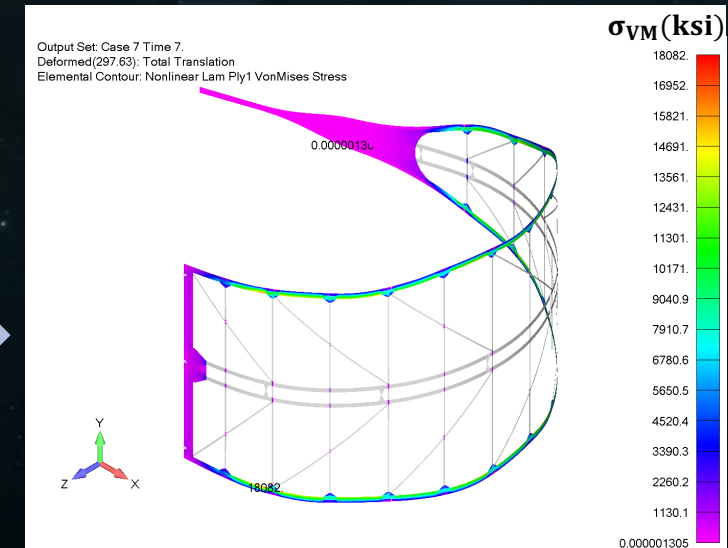 σVM(ksi)
Output Set: Case 7 Time 7.
Deformed(297.63): Total Translation
Elemental Contour: Nonlinear Lam Ply1 VonMises Stress
18082.
16952.
15821.
14691.
13561.
12431.
11301.
10171.
9040.9
7910.7
6780.6
5650.5
4520.4
3390.3
2260.2
1130.1
0.000001305
18082.
Y
Z
X